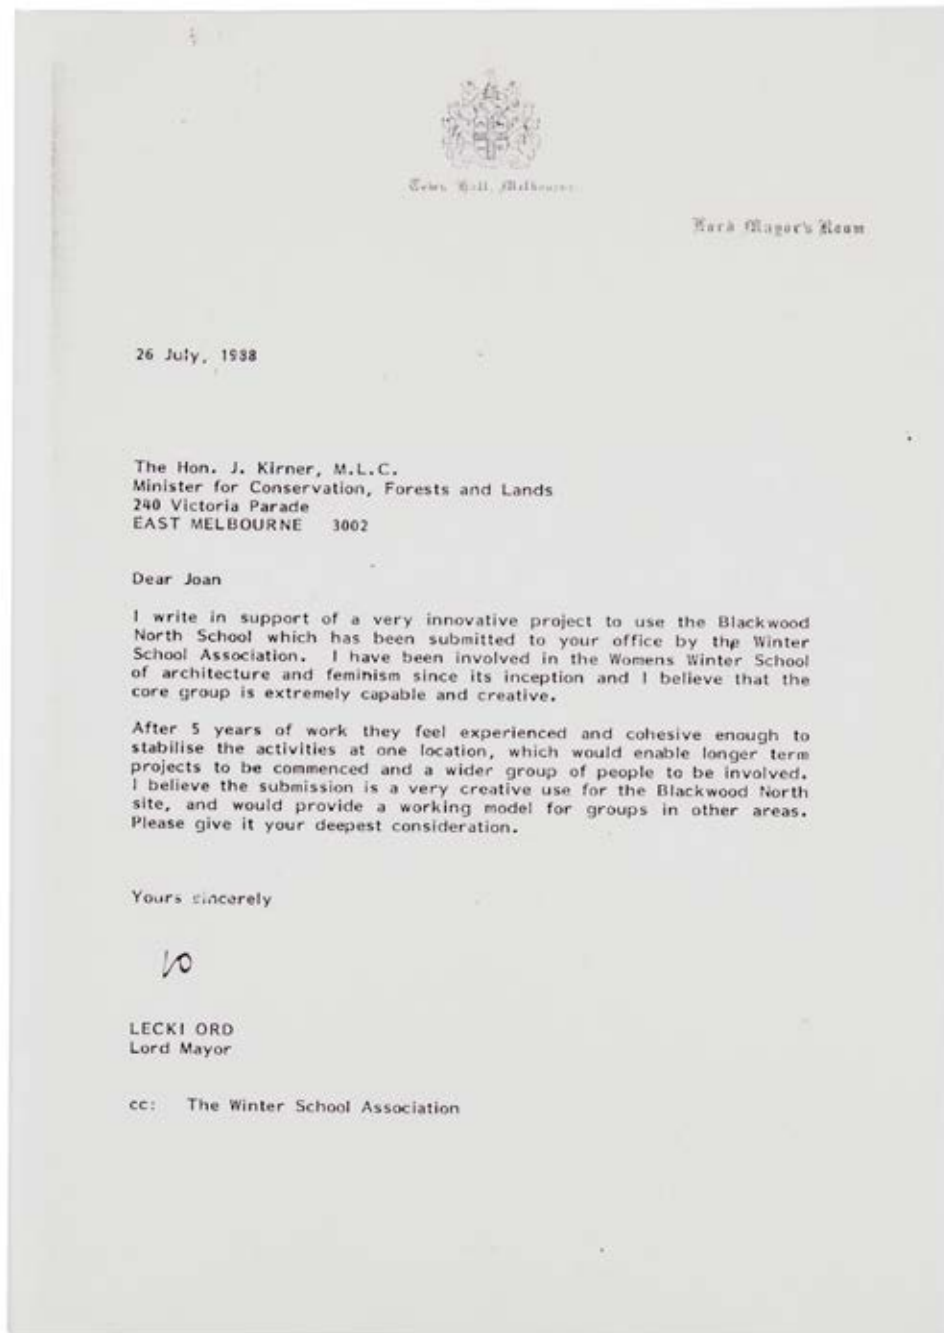 Town Hall, Melbourne
Lord Mayor's Room
26 July, 1988
The Hon. J. Kirner, M.L.C.
Minister for Conservation, Forests and Lands
240 Victoria Parade
EAST MELBOURNE 3002
Dear Joan
I write in support of a very innovative project to use the Blackwood
North School which has been submitted to your office by the Winter
School Association. I have been involved in the Womens Winter School
of architecture and feminism since its inception and I believe that the
core group is extremely capable and creative.
After 5 years of work they feel experienced and cohesive enough to
stabilise the activities at one location, which would enable longer term
projects to be commenced and a wider group of people to be involved.
I believe the submission is a very creative use for the Blackwood North
site, and would provide a working model for groups in other areas.
Please give it your deepest consideration.
Yours sincerely
LO
LECKI ORD
Lord Mayor
cc: The Winter School Association